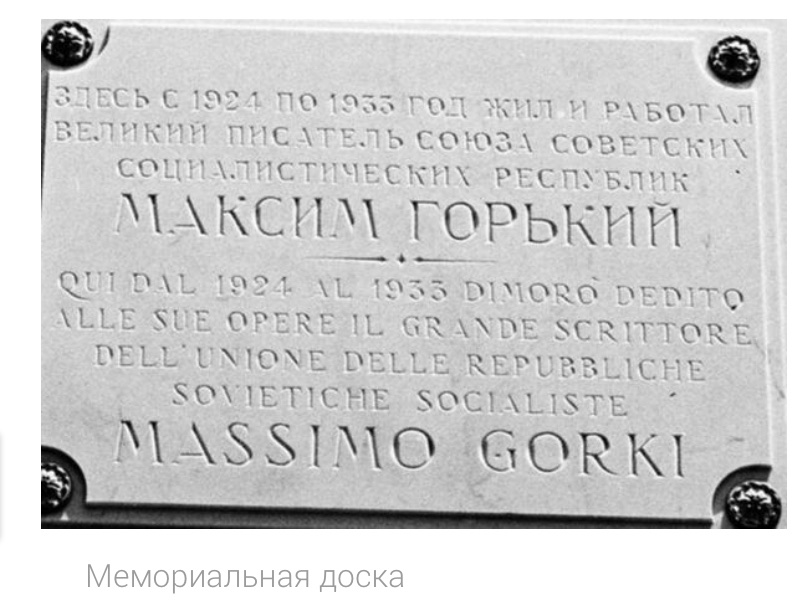 ЗДЕСЬ С 1924 ПО 1933 ГОД ЖИЛ И РАБОТАЛ
ВЕЛИКИЙ ПИСАТЕЛЬ СОЮЗА СОВЕТСКИХ
СОЦИАЛИСТИЧЕСКИХ РЕСПУБЛИК
МАКСИМ ГОРЬКИЙ
QUI DAL 1924 AL 1933 DIMORÒ DEDITO
ALLE SUE OPERE IL GRANDE SCRITTORE
DELL'UNIONE DELLE REPUBBLICHE
SOVIETICHE SOCIALISTE
MASSIMO GORKI
Мемориальная доска